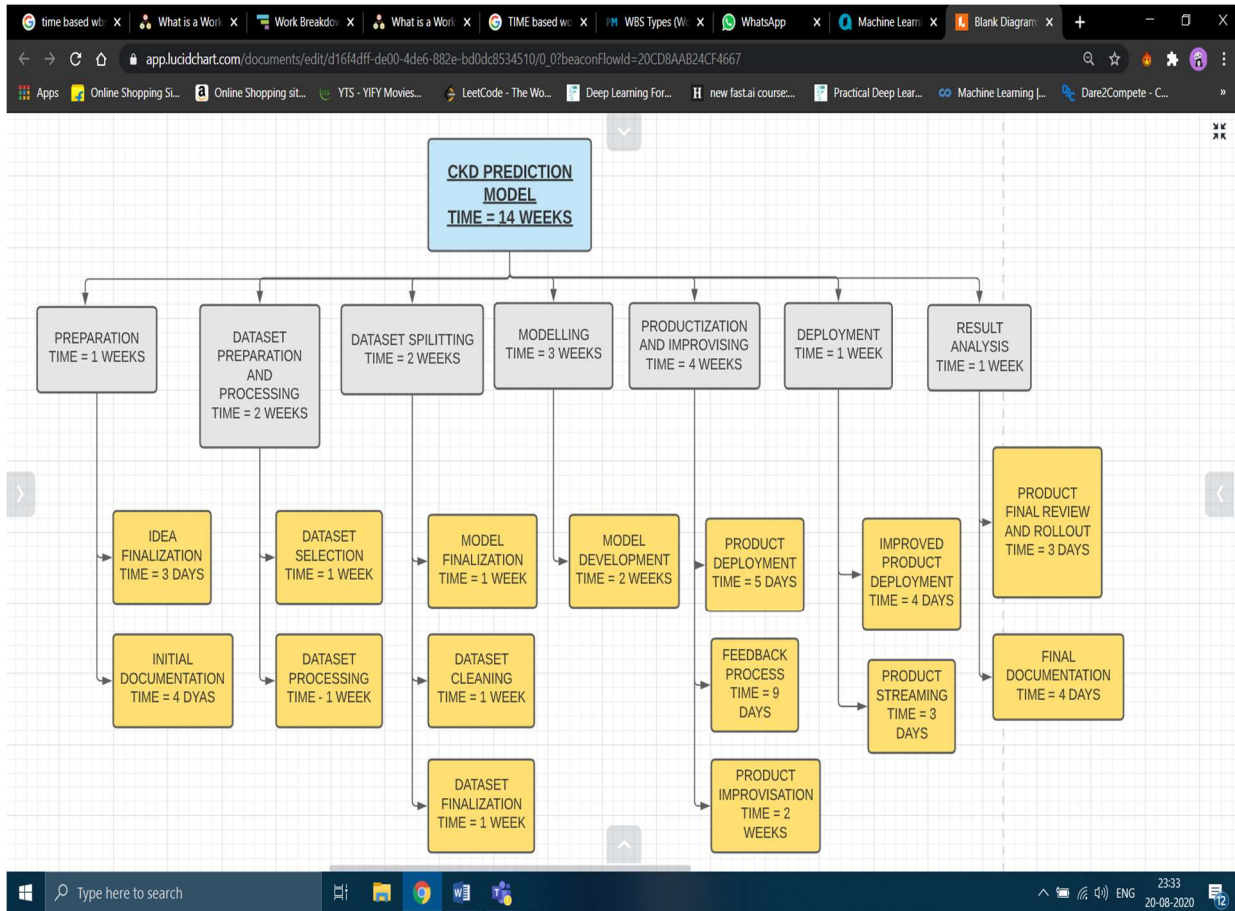 time based wbs
What is a Work
Work Breakdow
What is a Work
TIME based wo
WBS Types (Wo
WhatsApp
Machine Learni
Blank Diagram
app.lucidchart.com/documents/edit/d16f4dff-de00-4de6-882e-bd0dc8534510/0_0?beaconFlowId=20CD8AAB24CF4667
Apps
Online Shopping Si...
Online Shopping sit...
YTS - YIFY Movies...
LeetCode - The Wo...
Deep Learning For...
new fast.ai course:...
Practical Deep Lear...
Machine Learning |...
Dare2Compete - C...
»
CKD PREDICTION
MODEL
TIME = 14 WEEKS
PREPARATION
TIME = 1 WEEKS
DATASET
PREPARATION
AND
PROCESSING
TIME = 2 WEEKS
DATASET SPILITTING
TIME = 2 WEEKS
MODELLING
TIME = 3 WEEKS
PRODUCTIZATION
AND IMPROVISING
TIME = 4 WEEKS
DEPLOYMENT
TIME = 1 WEEK
RESULT
ANALYSIS
TIME = 1 WEEK
IDEA
FINALIZATION
TIME = 3 DAYS
INITIAL
DOCUMENTATION
TIME = 4 DYAS
DATASET
SELECTION
TIME = 1 WEEK
DATASET
PROCESSING
TIME - 1 WEEK
MODEL
FINALIZATION
TIME = 1 WEEK
DATASET
CLEANING
TIME = 1 WEEK
DATASET
FINALIZATION
TIME = 1 WEEK
MODEL
DEVELOPMENT
TIME = 2 WEEKS
PRODUCT
DEPLOYMENT
TIME = 5 DAYS
FEEDBACK
PROCESS
TIME = 9
DAYS
PRODUCT
IMPROVISATION
TIME = 2
WEEKS
IMPROVED
PRODUCT
DEPLOYMENT
TIME = 4 DAYS
PRODUCT
STREAMING
TIME = 3
DAYS
PRODUCT
FINAL REVIEW
AND ROLLOUT
TIME = 3 DAYS
FINAL
DOCUMENTATION
TIME = 4 DAYS
Type here to search
ENG
23:33
20-08-2020
12